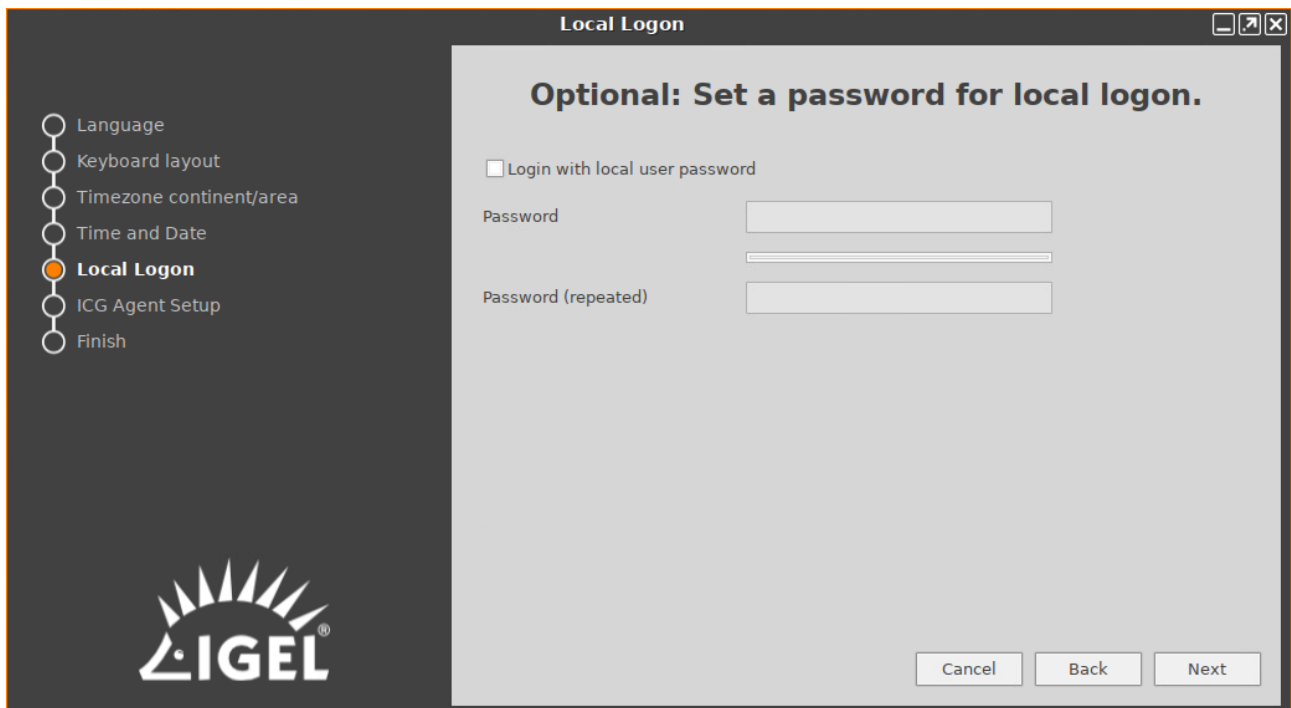 Local Logon
Language
Keyboard layout
Timezone continent/area
Time and Date
Local Logon
ICG Agent Setup
Finish
IGEL®
Optional: Set a password for local logon.
Login with local user password
Password
Password (repeated)
Cancel Back Next